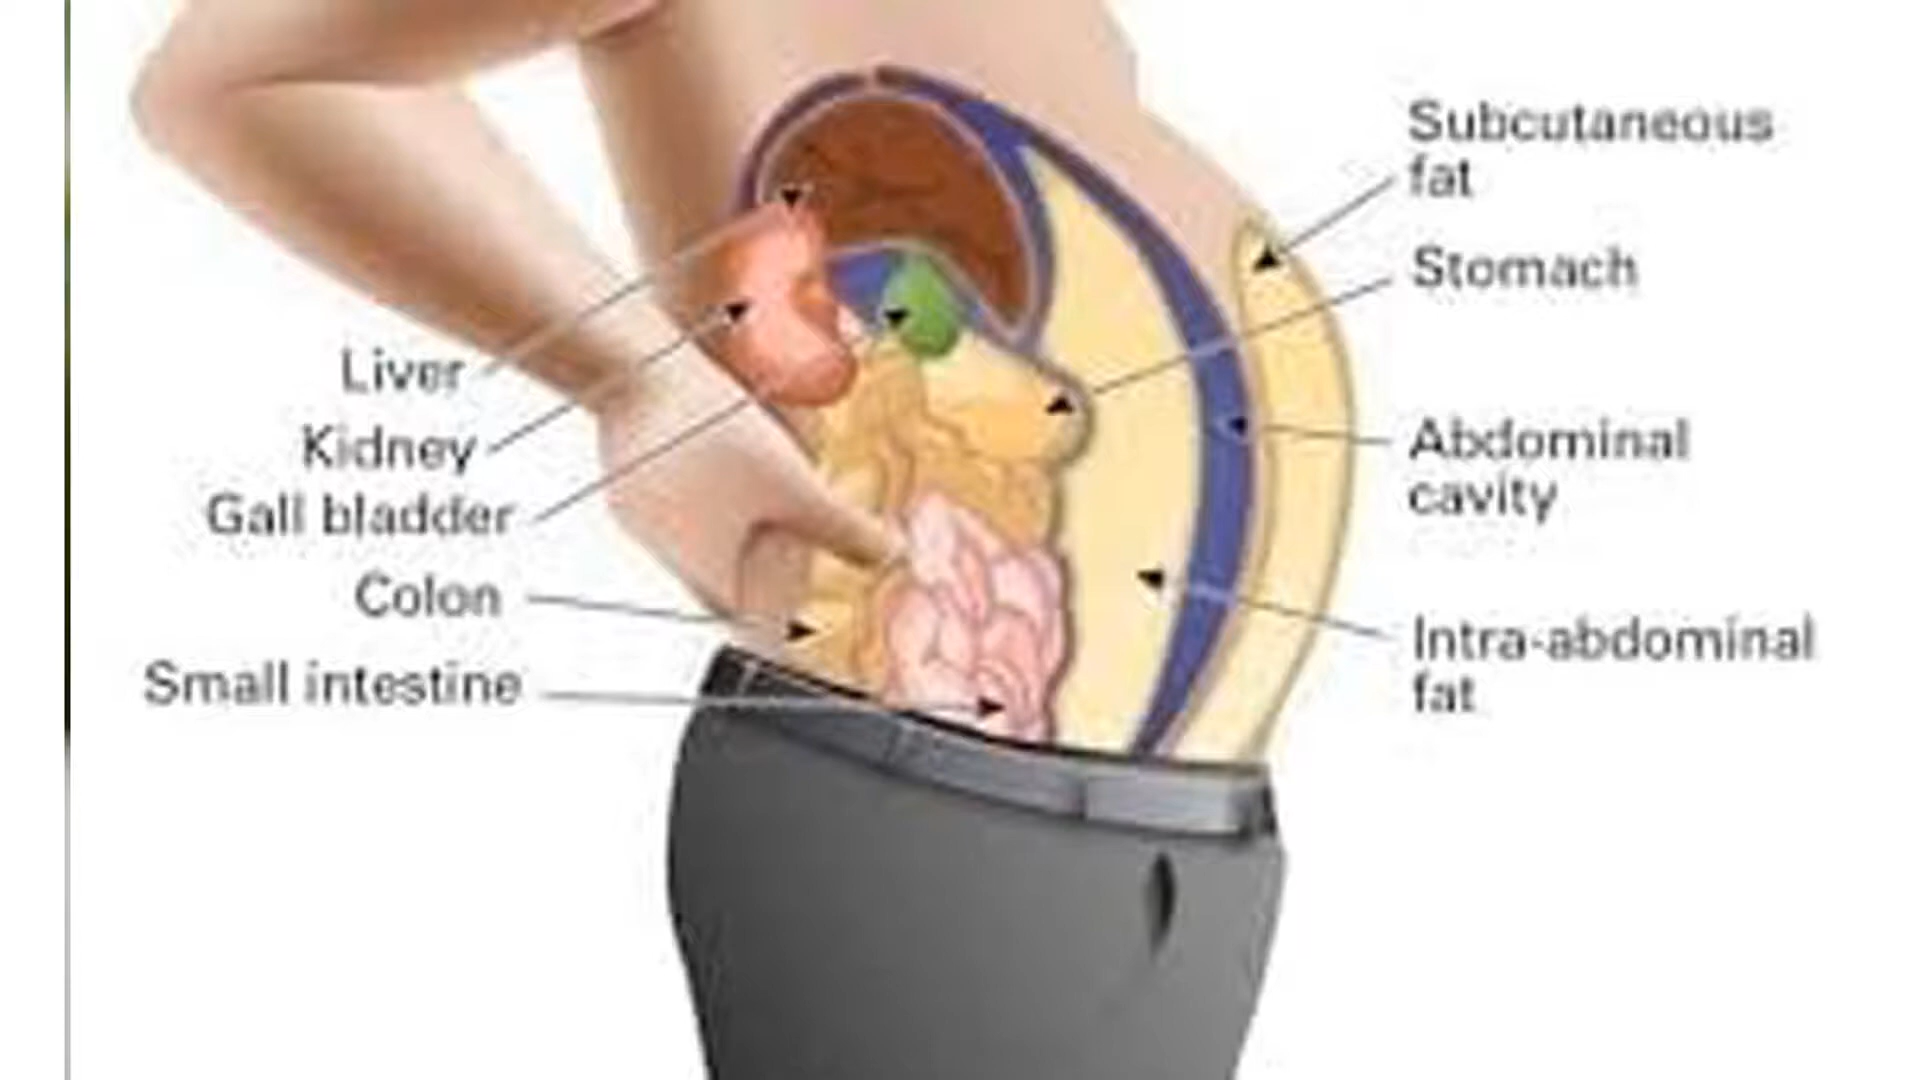 Subcutaneous
fat
Stomach
Liver
Kidney
Gall bladder
Colon
Small intestine
Abdominal
cavity
Intra-abdominal
fat